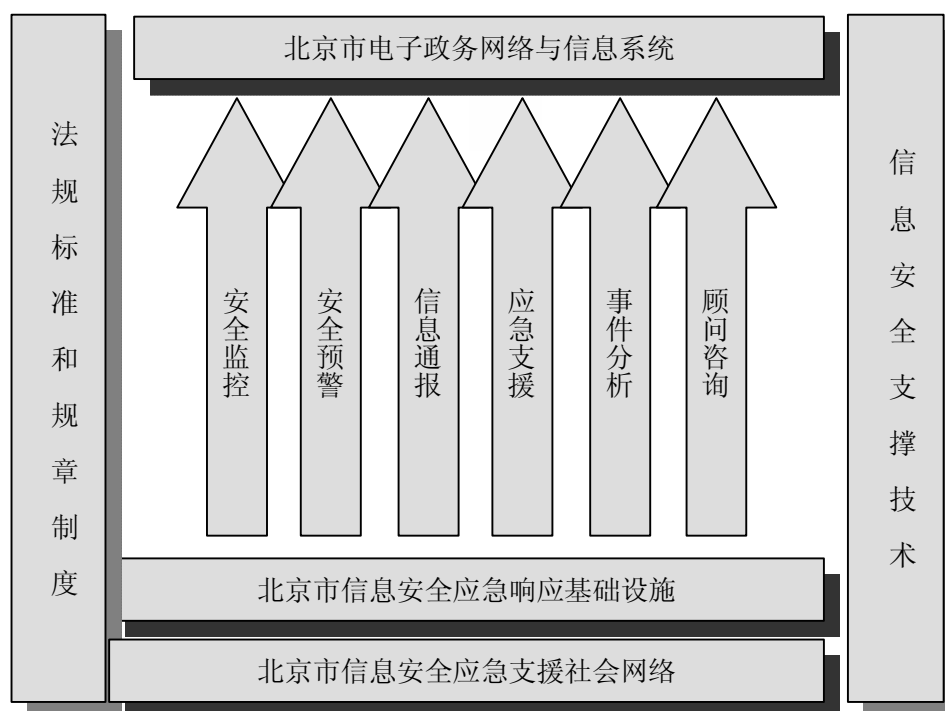 北京市电子政务网络与信息系统
法规标准和规章制度
安全监控
安全预警
信息通报
应急支援
事件分析
顾问咨询
信息安全支撑技术
北京市信息安全应急响应基础设施
北京市信息安全应急支援社会网络